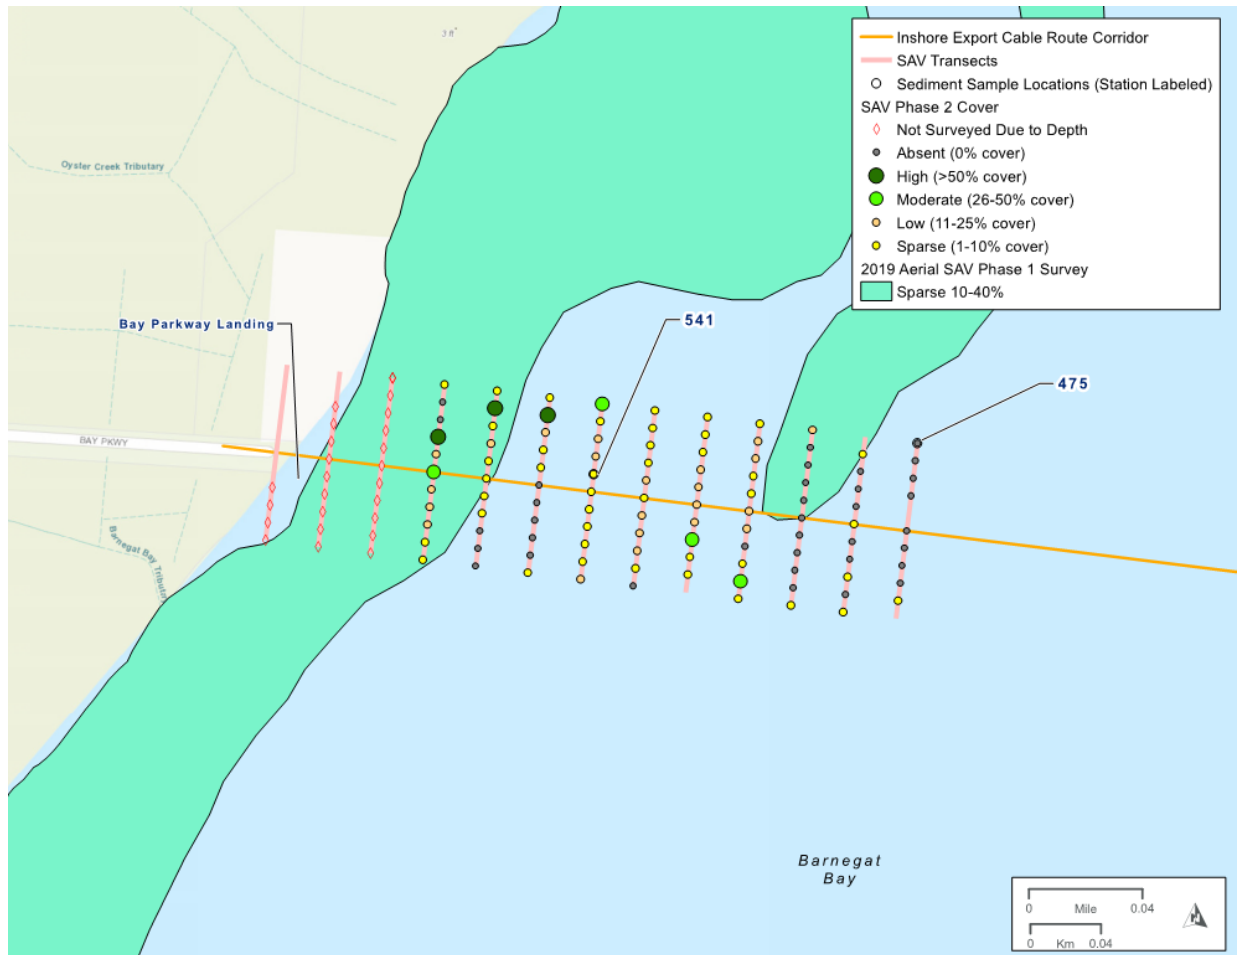 3 ft
Inshore Export Cable Route Corridor
SAV Transects
Sediment Sample Locations (Station Labeled)
SAV Phase 2 Cover
Not Surveyed Due to Depth
Absent (0% cover)
High (>50% cover)
Moderate (26-50% cover)
Low (11-25% cover)
Sparse (1-10% cover)
2019 Aerial SAV Phase 1 Survey
Sparse 10-40%
Oyster Creek Tributary
Bay Parkway Landing
541
475
BAY PKWY
Barnegat Bay Tributary
Barnegat
Bay
0 Mile 0.04
0 Km 0.04
N